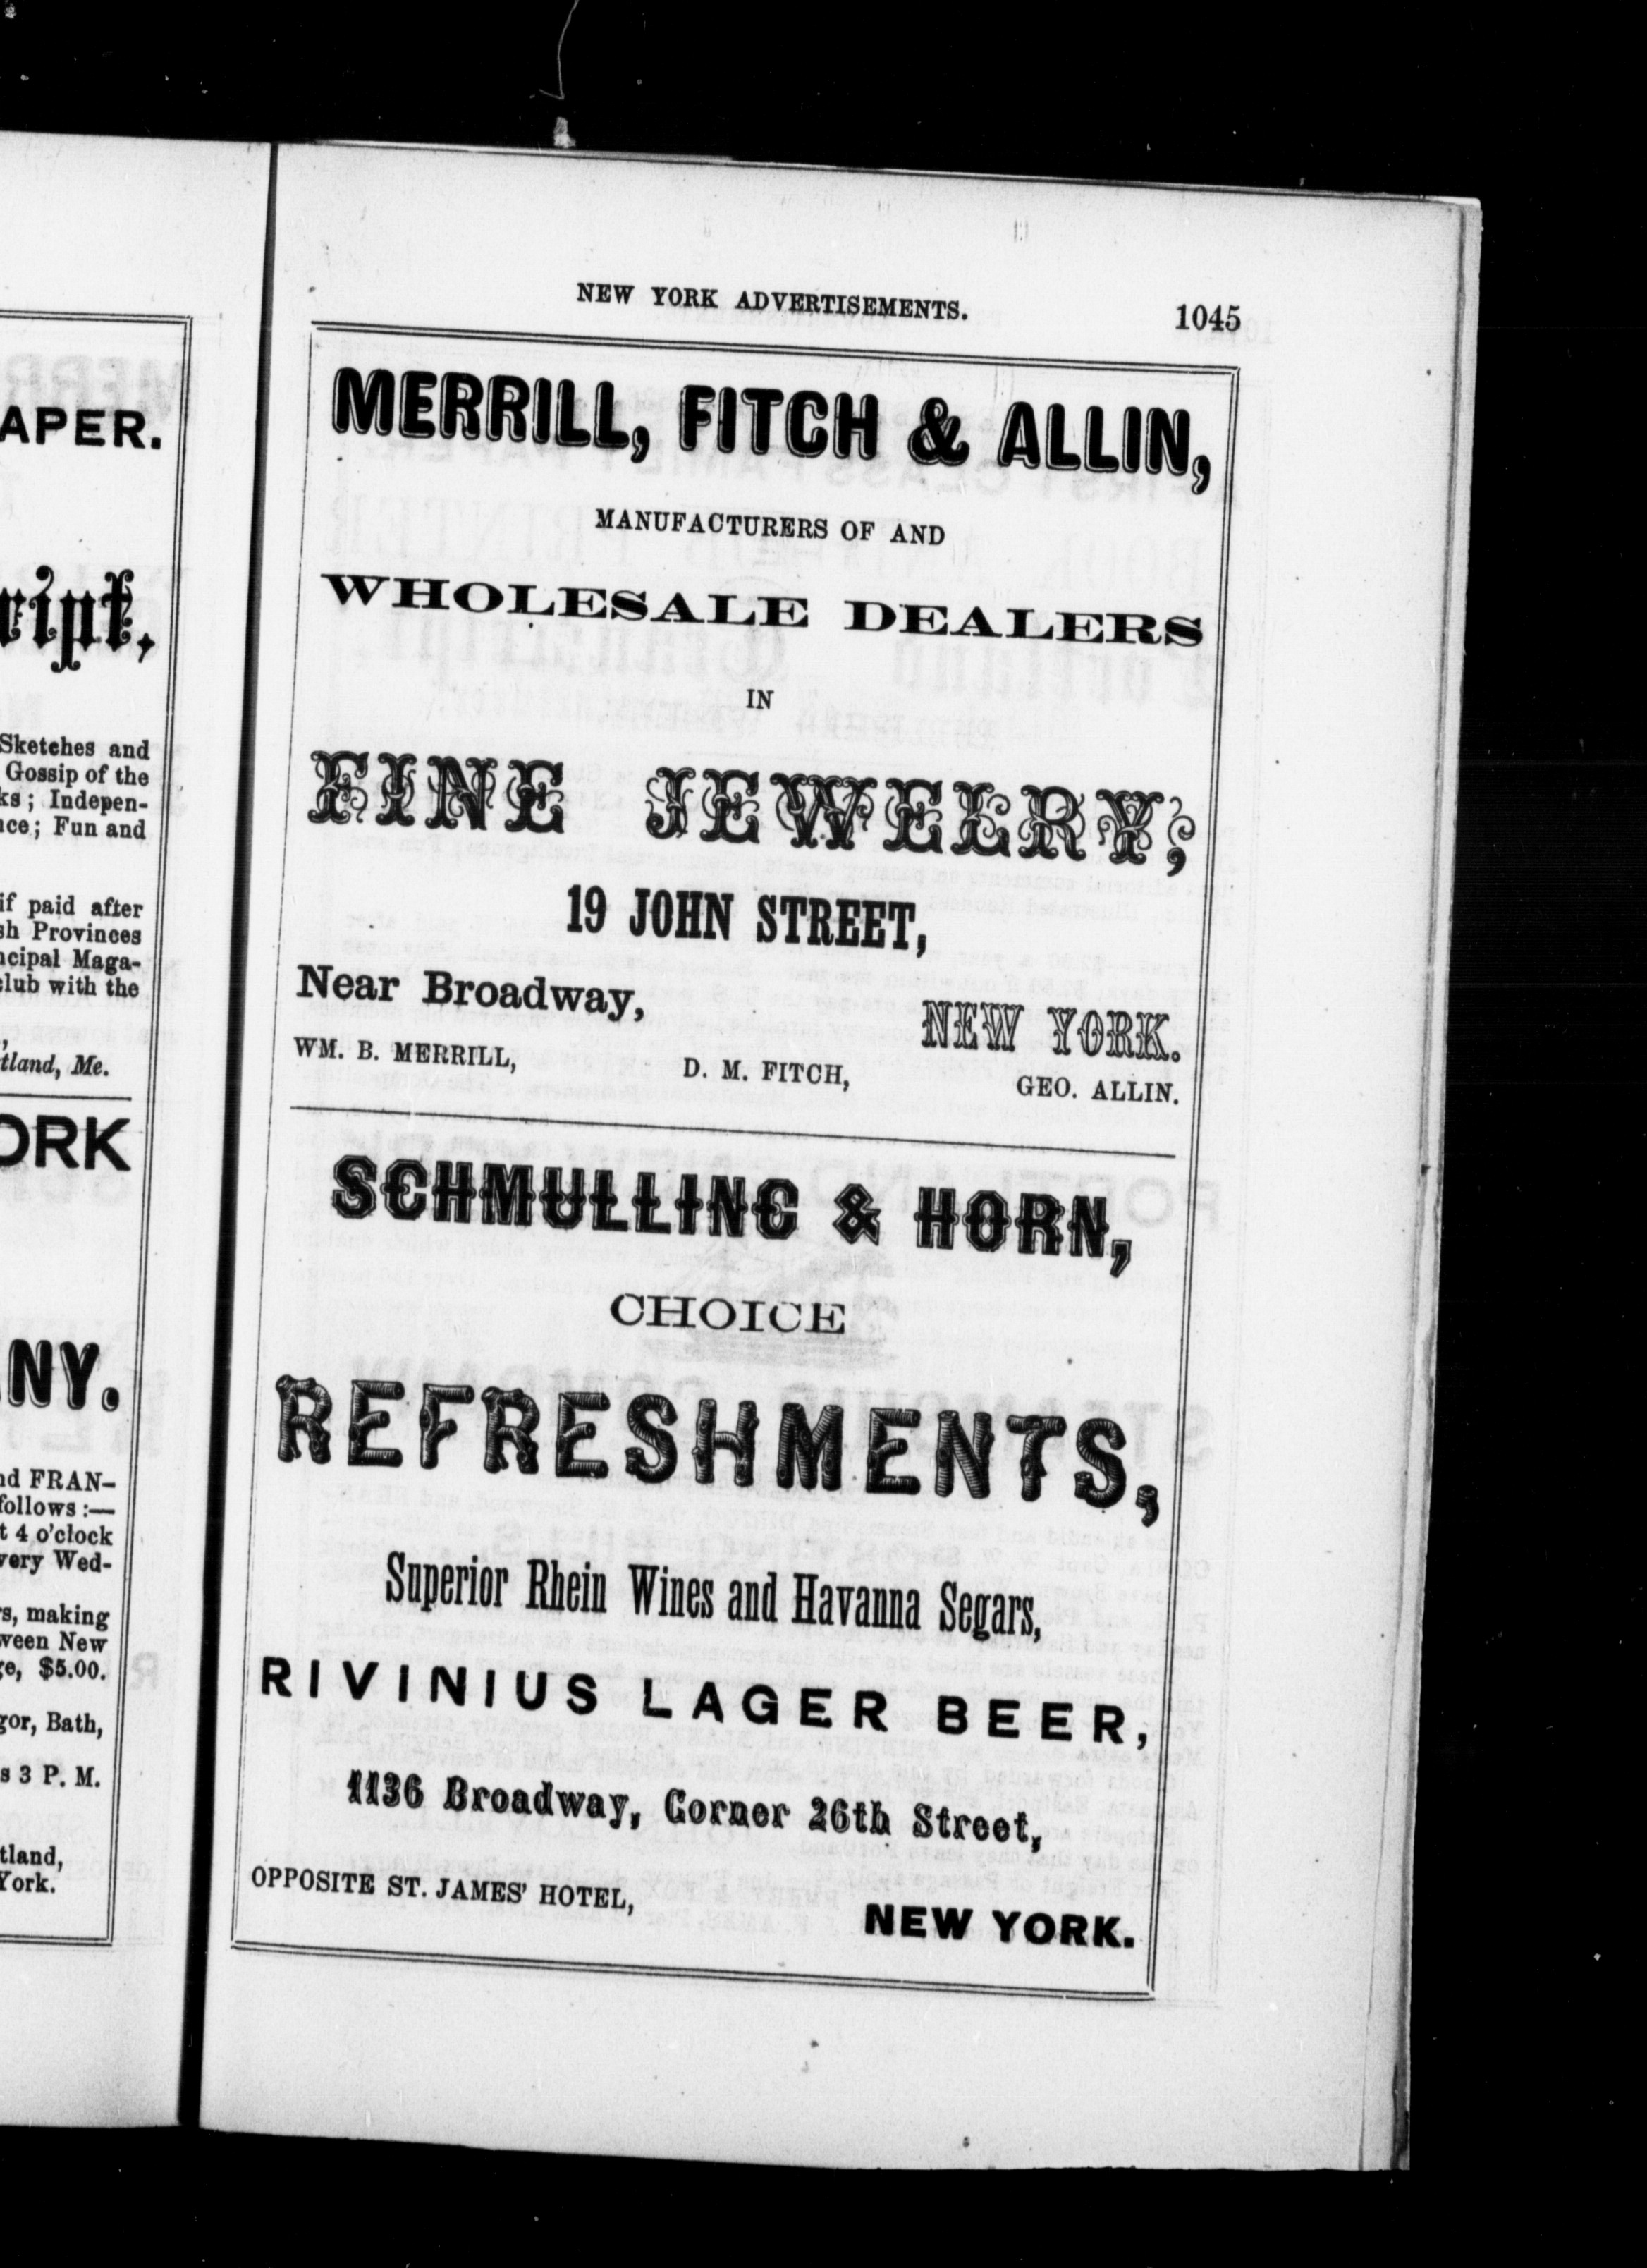 APER.
ript.
Sketches and
Gossip of the
ks; Indepen-
nce; Fun and
if paid after
sh Provinces
ncipal Maga-
club with the
tland, Me.
ORK
NY.
nd FRAN-
follows:—
t 4 o'clock
very Wed-
rs, making
ween New
ge, $5.00.
gor, Bath,
s 3 P. M.
tland,
York.
NEW YORK ADVERTISEMENTS. 1045
MERRILL, FITCH & ALLIN,
MANUFACTURERS OF AND
WHOLESALE DEALERS
IN
FINE JEWELRY,
19 JOHN STREET,
Near Broadway, NEW YORK.
WM. B. MERRILL, D. M. FITCH, GEO. ALLIN.
SCHMULLING & HORN,
CHOICE
REFRESHMENTS,
Superior Rhein Wines and Havanna Segars,
RIVINIUS LAGER BEER,
1136 Broadway, Corner 26th Street,
OPPOSITE ST. JAMES' HOTEL,
NEW YORK.